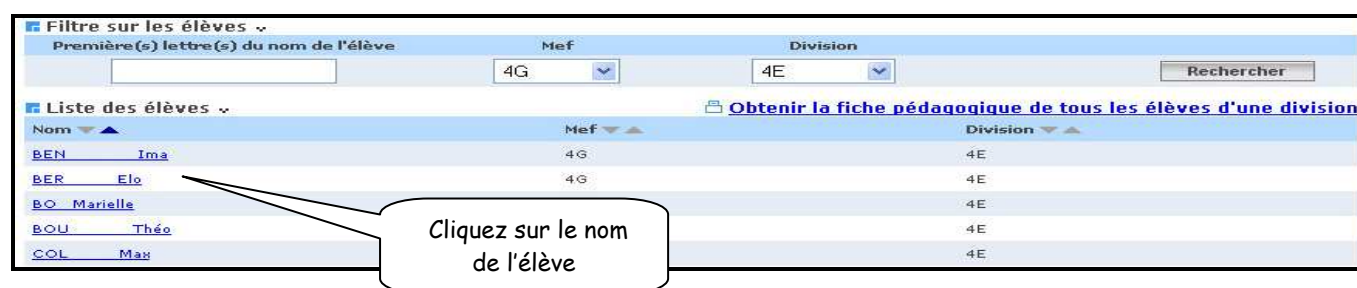 Filtre sur les élèves
Première(s) lettre(s) du nom de l'élève Mef Division
4G 4E Rechercher
Liste des élèves Obtenir la fiche pédagogique de tous les élèves d'une division
Nom Mef Division
BEN Ima 4G 4E
BER Elo 4G 4E
BO Marielle 4E
BOU Théo 4E
COL Max 4E
Cliquez sur le nom
de l'élève